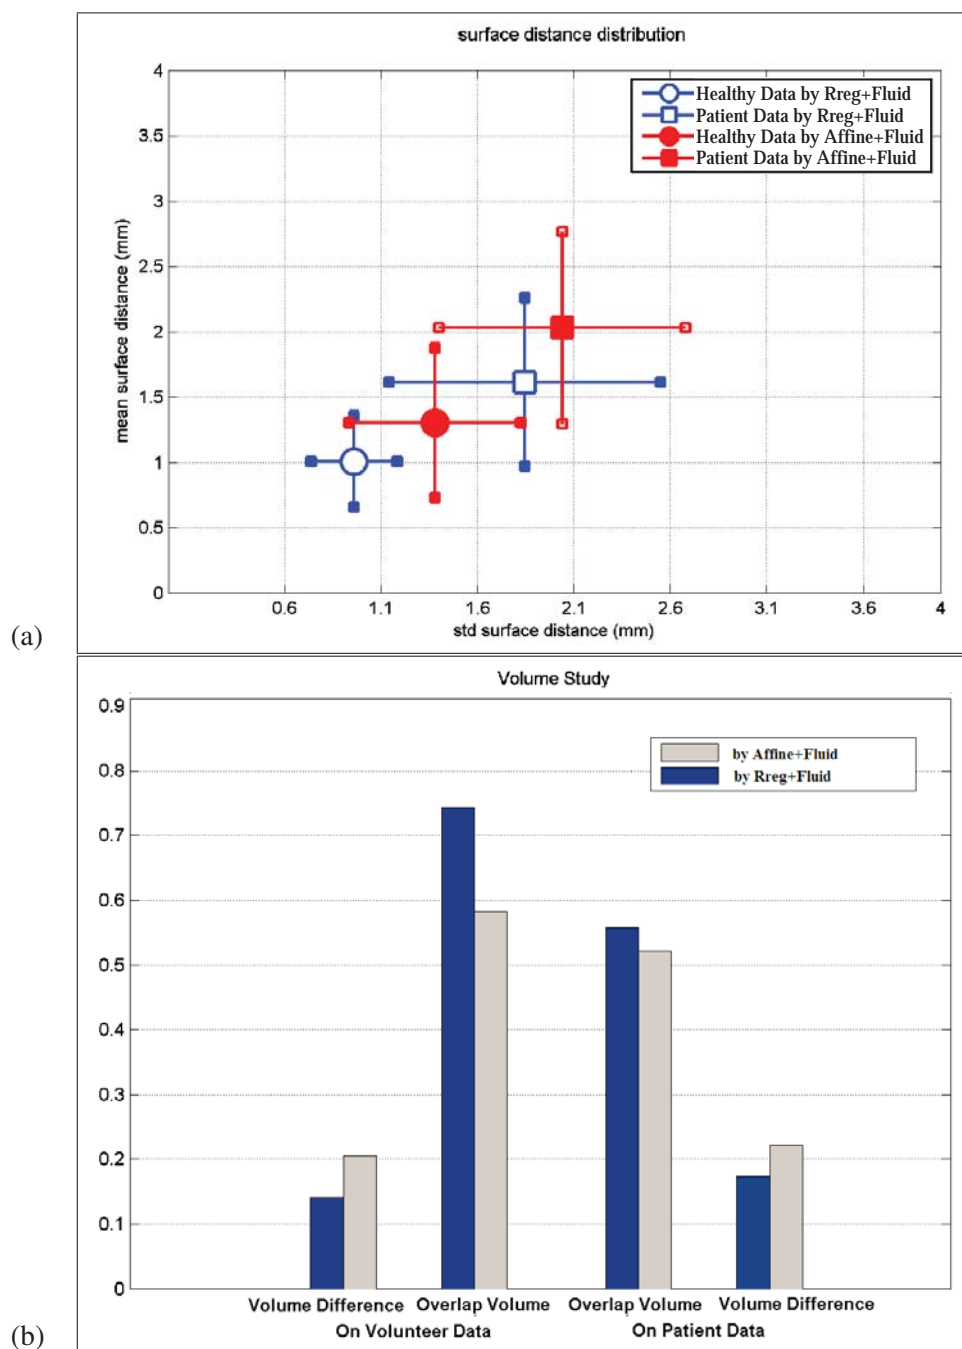 surface distance distribution
4
3.5
3
2.5
2
1.5
1
0.5
0
mean surface distance (mm)
Healthy Data by Rreg+Fluid
Patient Data by Rreg+Fluid
Healthy Data by Affine+Fluid
Patient Data by Affine+Fluid
0.6 1.1 1.6 2.1 2.6 3.1 3.6 4
std surface distance (mm)
(a)
Volume Study
0.9
0.8
0.7
0.6
0.5
0.4
0.3
0.2
0.1
0
by Affine+Fluid
by Rreg+Fluid
Volume Difference Overlap Volume Overlap Volume Volume Difference
On Volunteer Data On Patient Data
(b)